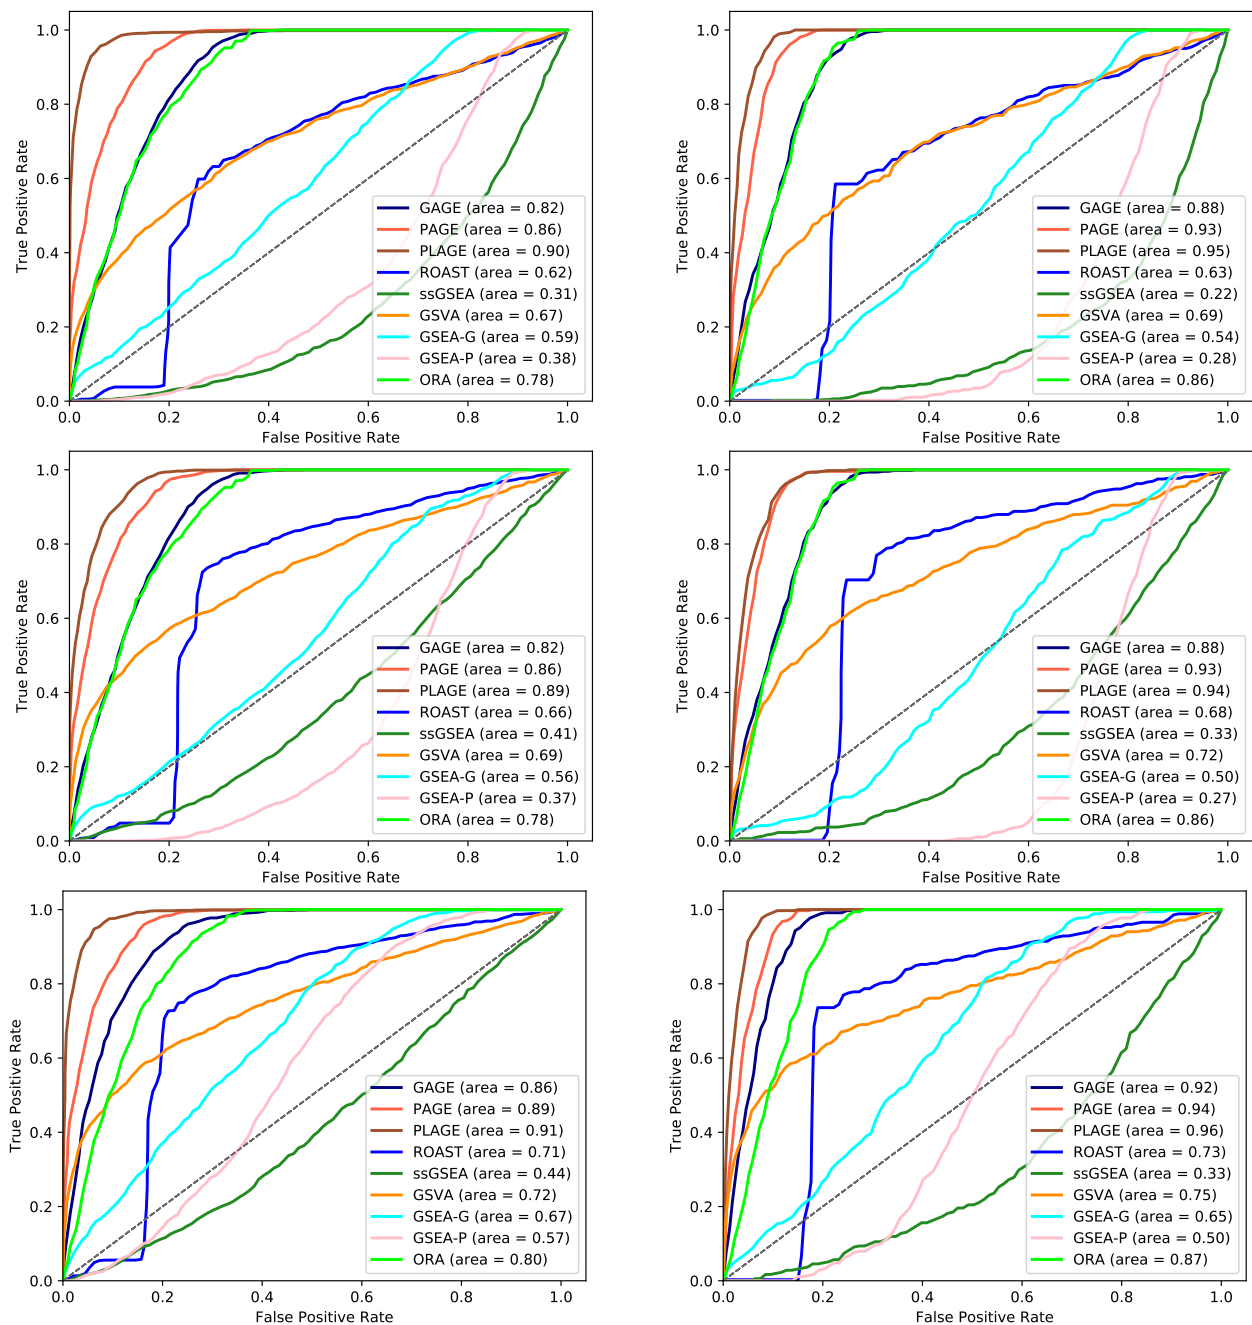 1.0
0.8
0.6
0.4
0.2
0.0
True Positive Rate
GAGE (area = 0.82)
PAGE (area = 0.86)
PLAGE (area = 0.90)
ROAST (area = 0.62)
ssGSEA (area = 0.31)
GSVA (area = 0.67)
GSEA-G (area = 0.59)
GSEA-P (area = 0.38)
ORA (area = 0.78)
0.0 0.2 0.4 0.6 0.8 1.0
False Positive Rate
1.0
0.8
0.6
0.4
0.2
0.0
True Positive Rate
GAGE (area = 0.88)
PAGE (area = 0.93)
PLAGE (area = 0.95)
ROAST (area = 0.63)
ssGSEA (area = 0.22)
GSVA (area = 0.69)
GSEA-G (area = 0.54)
GSEA-P (area = 0.28)
ORA (area = 0.86)
0.0 0.2 0.4 0.6 0.8 1.0
False Positive Rate
1.0
0.8
0.6
0.4
0.2
0.0
True Positive Rate
GAGE (area = 0.82)
PAGE (area = 0.86)
PLAGE (area = 0.89)
ROAST (area = 0.66)
ssGSEA (area = 0.41)
GSVA (area = 0.69)
GSEA-G (area = 0.56)
GSEA-P (area = 0.37)
ORA (area = 0.78)
0.0 0.2 0.4 0.6 0.8 1.0
False Positive Rate
1.0
0.8
0.6
0.4
0.2
0.0
True Positive Rate
GAGE (area = 0.88)
PAGE (area = 0.93)
PLAGE (area = 0.94)
ROAST (area = 0.68)
ssGSEA (area = 0.33)
GSVA (area = 0.72)
GSEA-G (area = 0.50)
GSEA-P (area = 0.27)
ORA (area = 0.86)
0.0 0.2 0.4 0.6 0.8 1.0
False Positive Rate
1.0
0.8
0.6
0.4
0.2
0.0
True Positive Rate
GAGE (area = 0.86)
PAGE (area = 0.89)
PLAGE (area = 0.91)
ROAST (area = 0.71)
ssGSEA (area = 0.44)
GSVA (area = 0.72)
GSEA-G (area = 0.67)
GSEA-P (area = 0.57)
ORA (area = 0.80)
0.0 0.2 0.4 0.6 0.8 1.0
False Positive Rate
1.0
0.8
0.6
0.4
0.2
0.0
True Positive Rate
GAGE (area = 0.92)
PAGE (area = 0.94)
PLAGE (area = 0.96)
ROAST (area = 0.73)
ssGSEA (area = 0.33)
GSVA (area = 0.75)
GSEA-G (area = 0.65)
GSEA-P (area = 0.50)
ORA (area = 0.87)
0.0 0.2 0.4 0.6 0.8 1.0
False Positive Rate